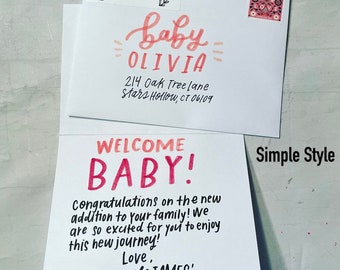 baby
OLIVIA
214 Oak Tree Lane
Stars Hollow, CT 06109
Simple Style
WELCOME
BABY!
Congratulations on the new
addition to your family! We
are so excited for you to enjoy
this new journey!
Love,